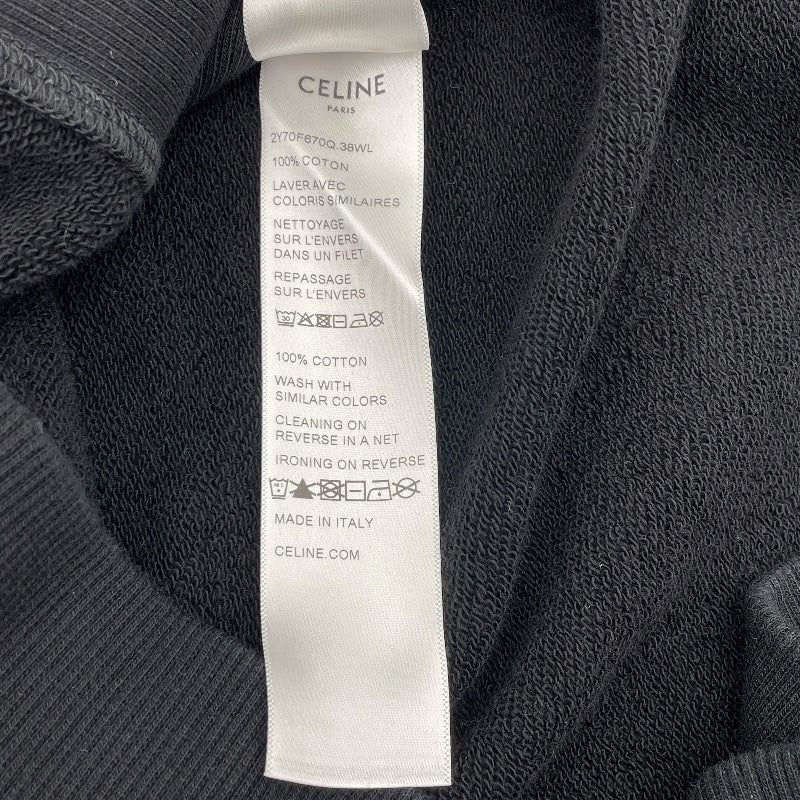 CELINE
PARIS
2Y70F670Q.38WL
100% COTON
LAVER AVEC
COLORIS SIMILAIRES
NETTOYAGE
SUR L'ENVERS
DANS UN FILET
REPASSAGE
SUR L'ENVERS
30
100% COTTON
WASH WITH
SIMILAR COLORS
CLEANING ON
REVERSE IN A NET
IRONING ON REVERSE
MADE IN ITALY
CELINE.COM